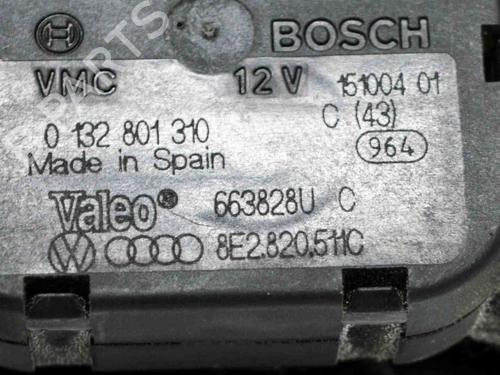 BOSCH
VMC 12 V 151004 01
0 132 801 310 C (43)
Made in Spain 964
Valeo® 663828U C
8E2.820.511C